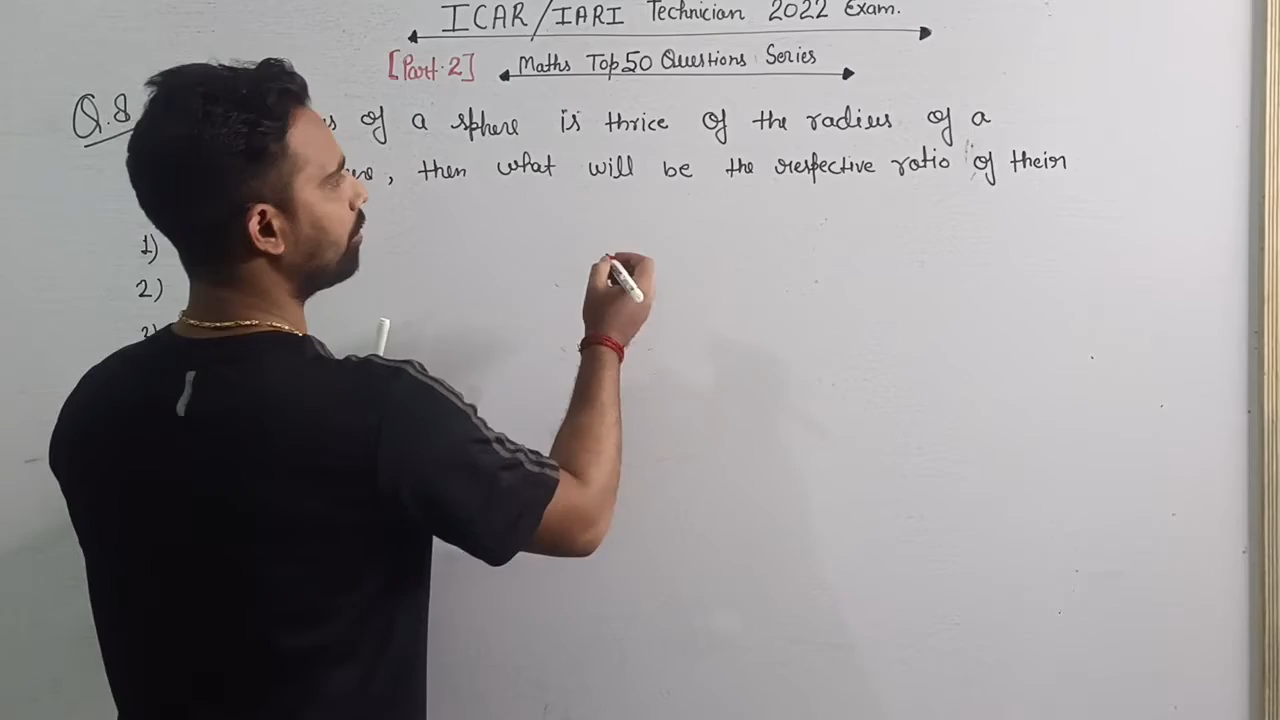 ICAR/IARI Technician 2022 Exam.
[Part-2] Maths Top 50 Questions Series
Q.8 of a sphere is thrice of the radius of a
, then what will be the respective ratio of their
1)
2)